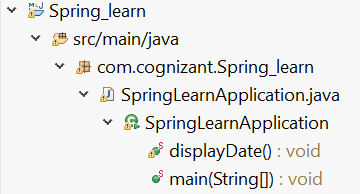 Spring_learn
src/main/java
com.cognizant.Spring_learn
SpringLearnApplication.java
SpringLearnApplication
displayDate() : void
main(String[]) : void